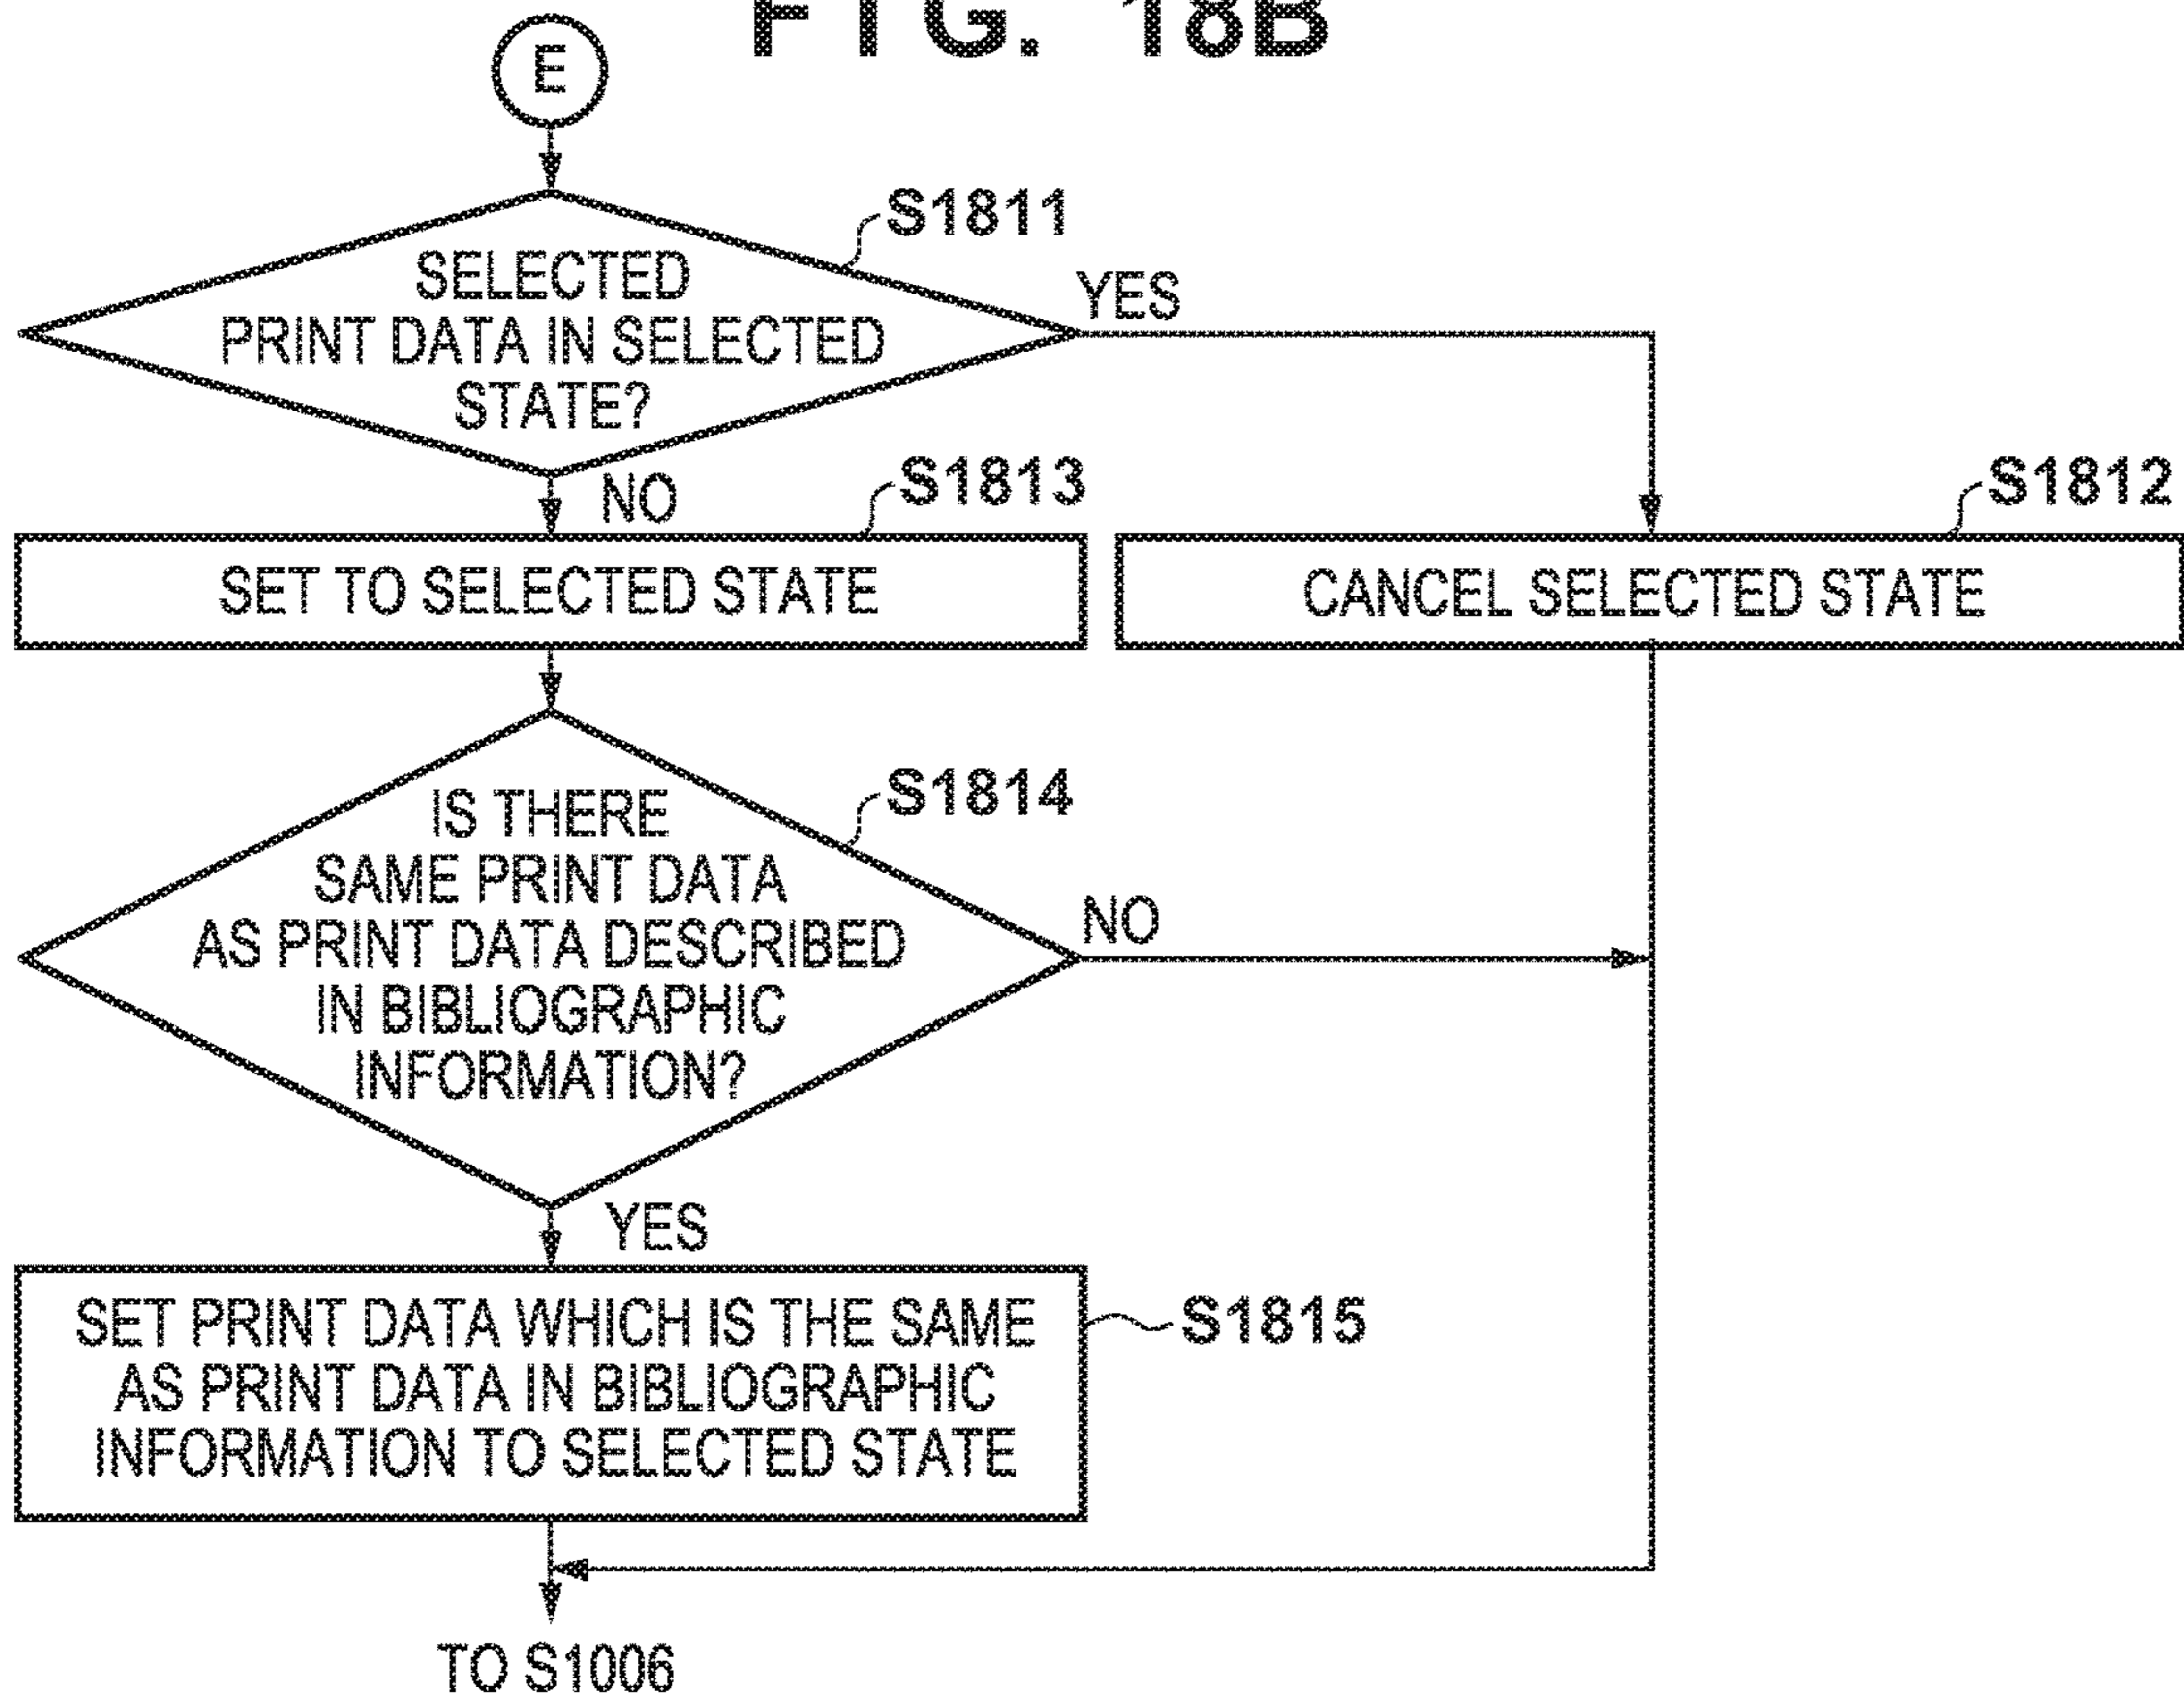 FIG. 18B
E
S1811
SELECTED
PRINT DATA IN SELECTED
STATE?
YES
NO
S1813
S1812
SET TO SELECTED STATE
CANCEL SELECTED STATE
S1814
IS THERE
SAME PRINT DATA
AS PRINT DATA DESCRIBED
IN BIBLIOGRAPHIC
INFORMATION?
NO
YES
SET PRINT DATA WHICH IS THE SAME
AS PRINT DATA IN BIBLIOGRAPHIC
INFORMATION TO SELECTED STATE
S1815
TO S1006